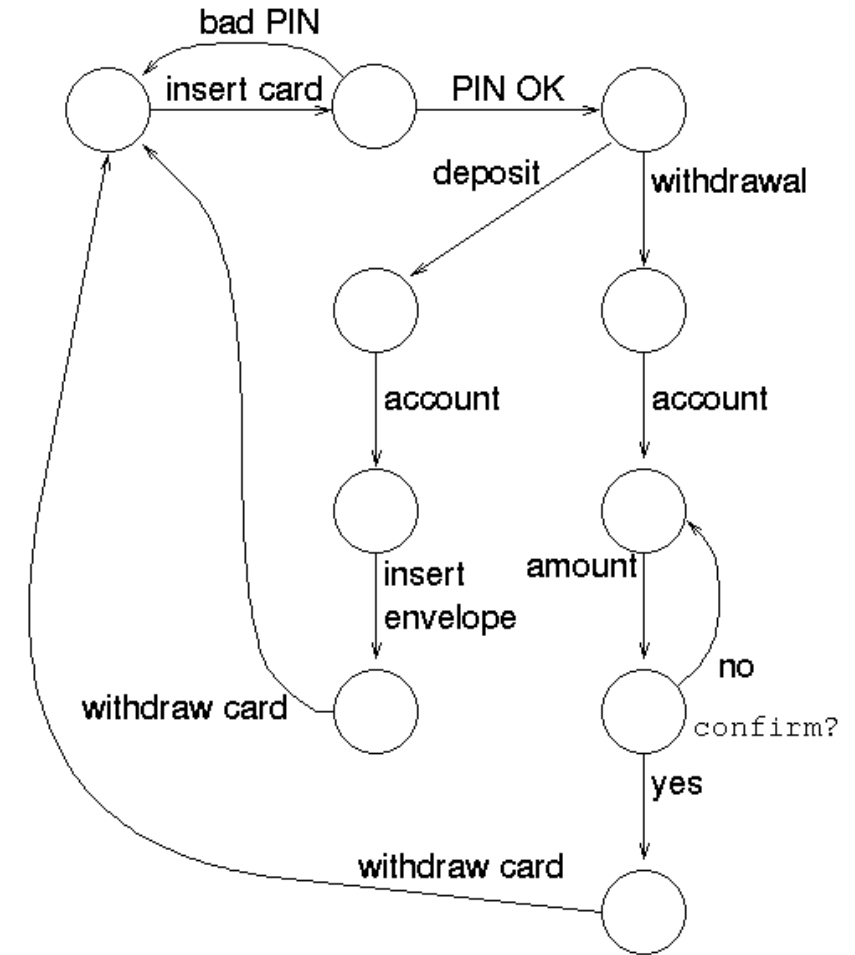 bad PIN
insert card
PIN OK
deposit
withdrawal
account
account
insert
envelope
amount
no
withdraw card
confirm?
yes
withdraw card